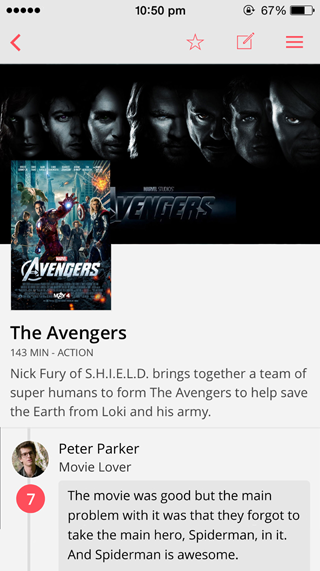 10:50 pm
67%
MARVEL STUDIOS'
AVENGERS
MARVEL
AVENGERS
MAY 4
The Avengers
143 MIN - ACTION
Nick Fury of S.H.I.E.L.D. brings together a team of
super humans to form The Avengers to help save
the Earth from Loki and his army.
Peter Parker
Movie Lover
7
The movie was good but the main
problem with it was that they forgot to
take the main hero, Spiderman, in it.
And Spiderman is awesome.